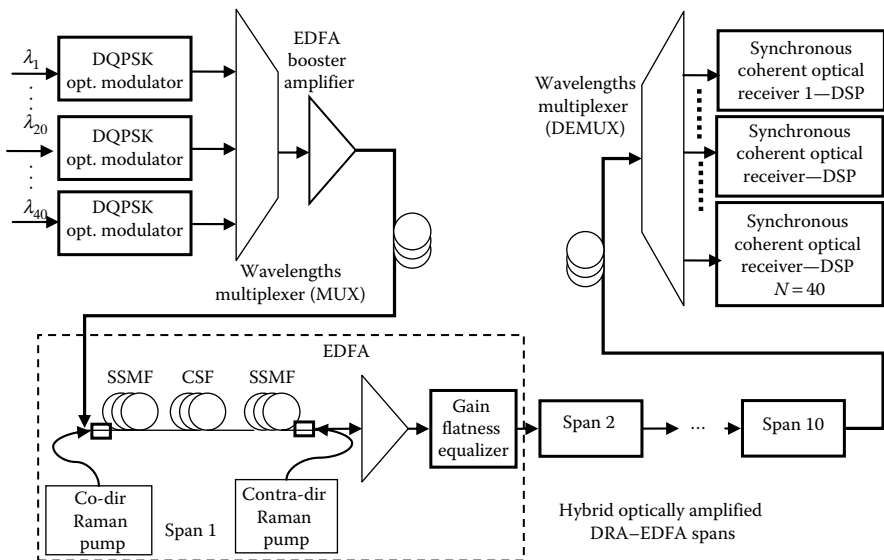 λ1
DQPSK
opt. modulator
λ20
DQPSK
opt. modulator
λ40
DQPSK
opt. modulator
EDFA
booster
amplifier
Wavelengths
multiplexer (MUX)
Wavelengths
multiplexer
(DEMUX)
Synchronous
coherent optical
receiver 1—DSP
Synchronous
coherent optical
receiver—DSP
Synchronous
coherent optical
receiver—DSP
N = 40
EDFA
SSMF
CSF
SSMF
Gain
flatness
equalizer
Co-dir
Raman
pump
Span 1
Contra-dir
Raman
pump
Span 2
...
Span 10
Hybrid optically amplified
DRA–EDFA spans